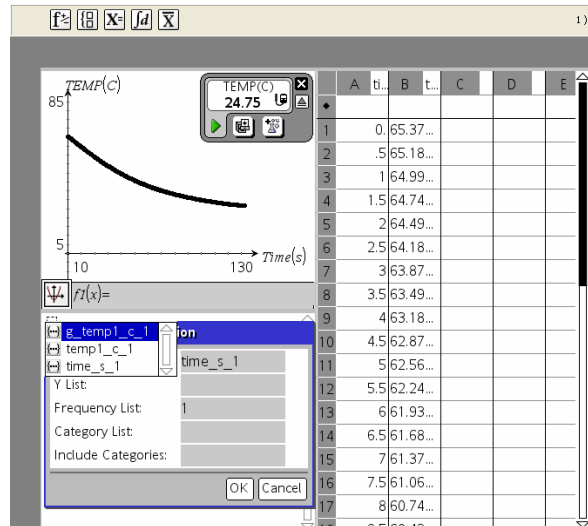 f± X= ∫d X̄
1)
TEMP(C)
85
5
10
130
Time(s)
TEMP(C)
24.75
f1(x)=
g_temp1_c_1
temp1_c_1
time_s_1
ion
time_s_1
Y List:
Frequency List: 1
Category List:
Include Categories:
OK Cancel
A ti... B t... C D E
◆
1 0. 65.37...
2 .5 65.18...
3 1 64.99...
4 1.5 64.74...
5 2 64.49...
6 2.5 64.18...
7 3 63.87...
8 3.5 63.49...
9 4 63.18...
10 4.5 62.87...
11 5 62.56...
12 5.5 62.24...
13 6 61.93...
14 6.5 61.68...
15 7 61.37...
16 7.5 61.06...
17 8 60.74...